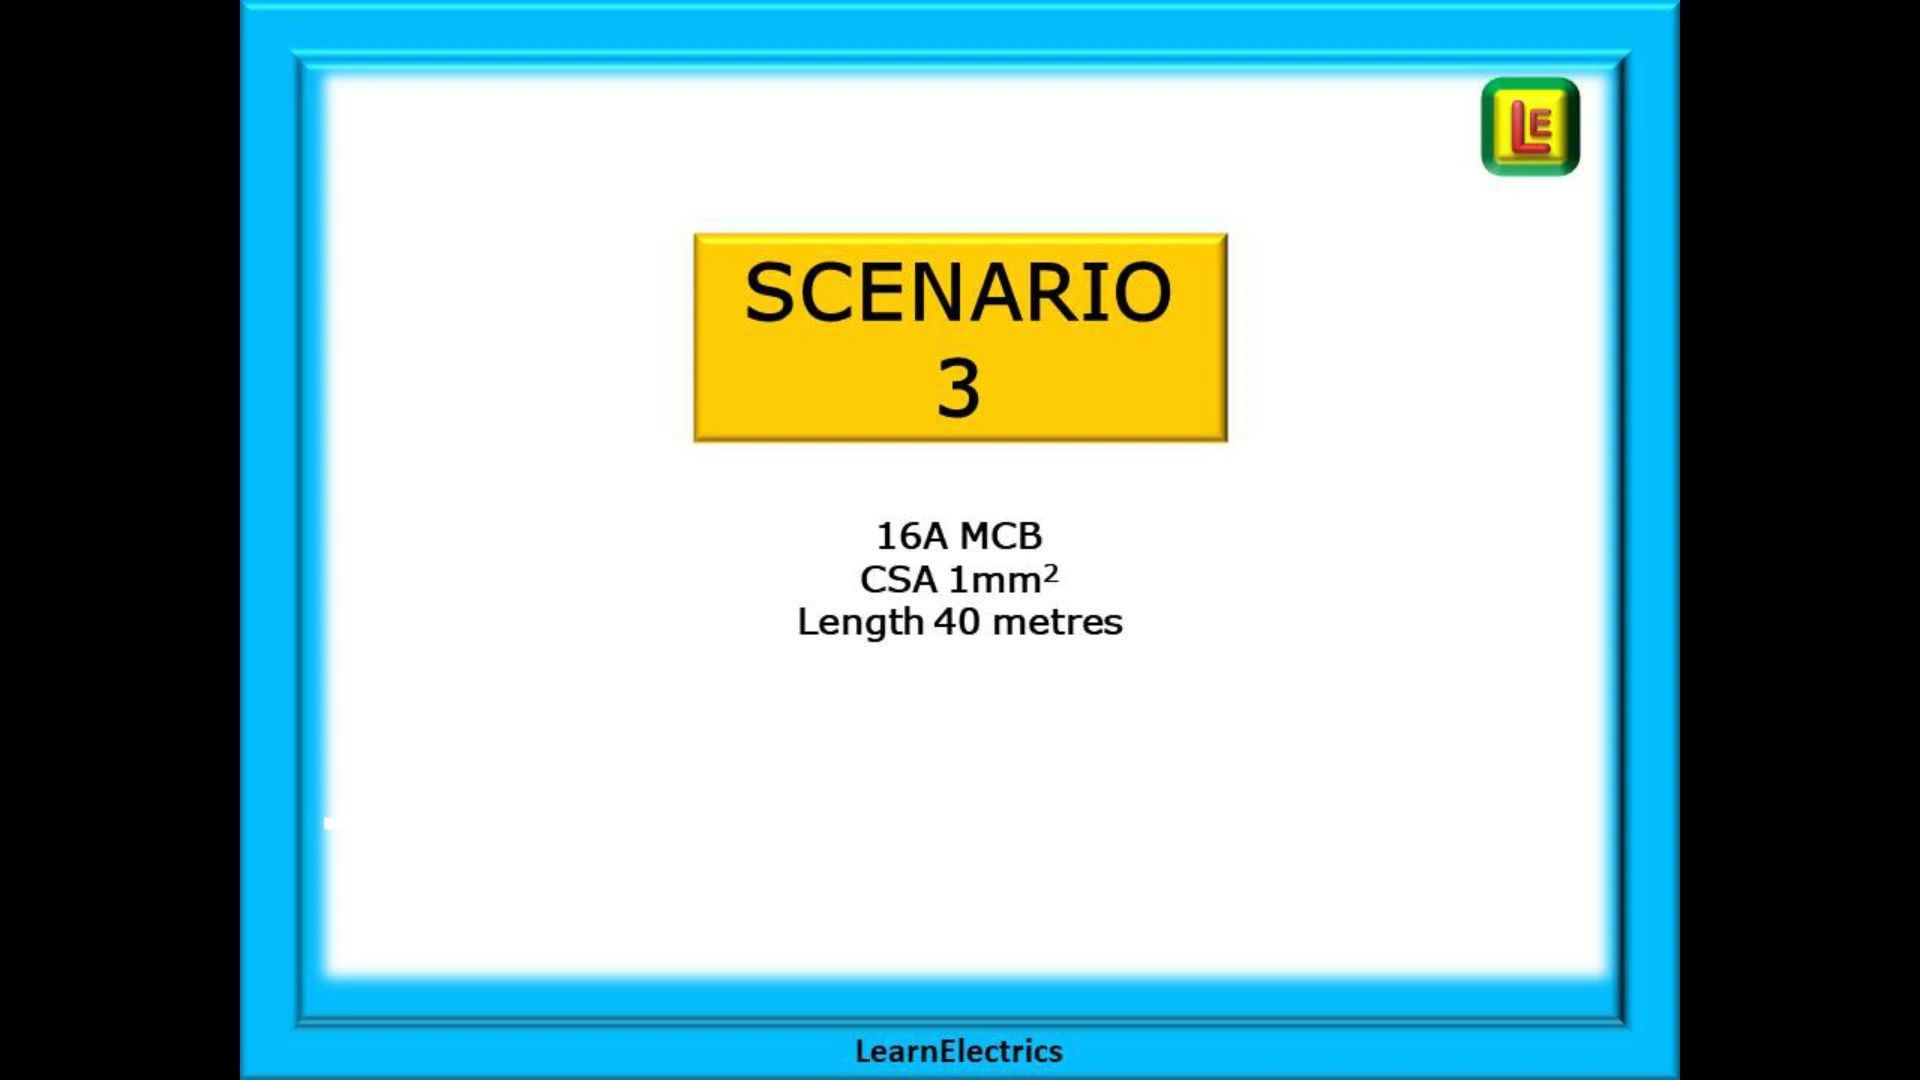 LE
SCENARIO
3
16A MCB
CSA 1mm²
Length 40 metres
LearnElectrics